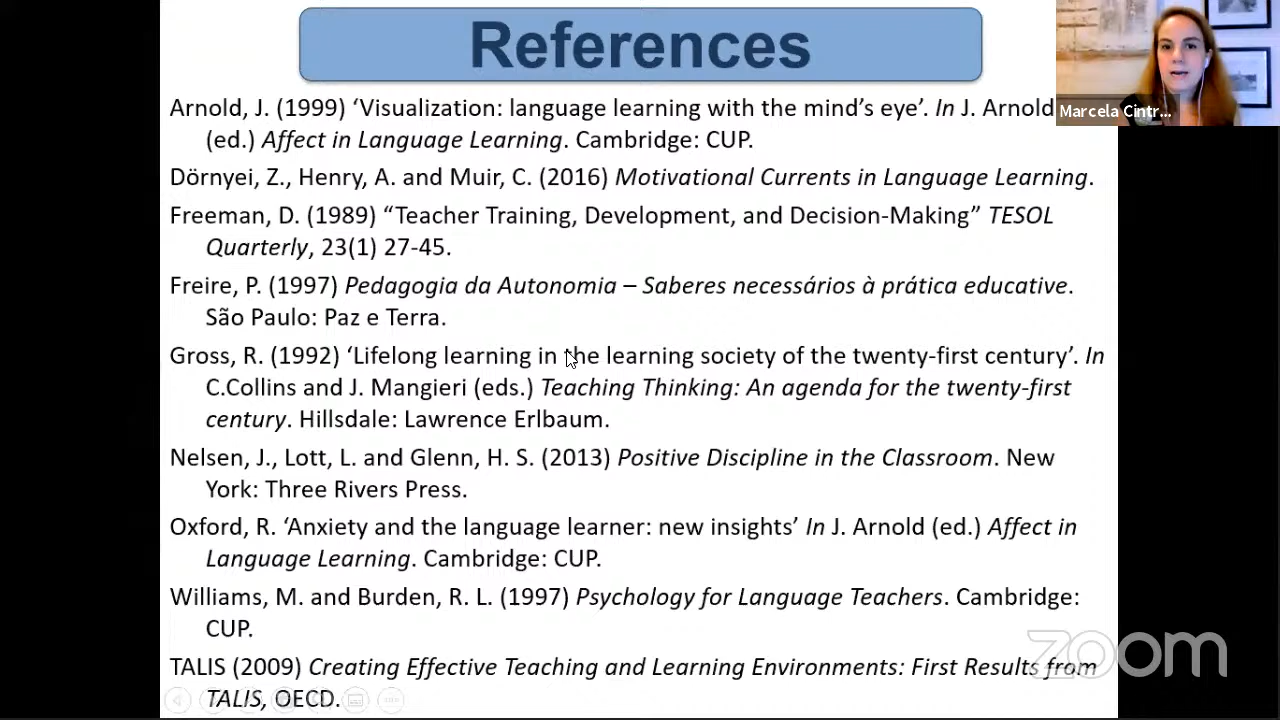 References
Arnold, J. (1999) ‘Visualization: language learning with the mind’s eye’. In J. Arnold
(ed.) Affect in Language Learning. Cambridge: CUP.
Dörnyei, Z., Henry, A. and Muir, C. (2016) Motivational Currents in Language Learning.
Freeman, D. (1989) “Teacher Training, Development, and Decision-Making” TESOL
Quarterly, 23(1) 27-45.
Freire, P. (1997) Pedagogia da Autonomia – Saberes necessários à prática educative.
São Paulo: Paz e Terra.
Gross, R. (1992) ‘Lifelong learning in the learning society of the twenty-first century’. In
C.Collins and J. Mangieri (eds.) Teaching Thinking: An agenda for the twenty-first
century. Hillsdale: Lawrence Erlbaum.
Nelsen, J., Lott, L. and Glenn, H. S. (2013) Positive Discipline in the Classroom. New
York: Three Rivers Press.
Oxford, R. ‘Anxiety and the language learner: new insights’ In J. Arnold (ed.) Affect in
Language Learning. Cambridge: CUP.
Williams, M. and Burden, R. L. (1997) Psychology for Language Teachers. Cambridge:
CUP.
TALIS (2009) Creating Effective Teaching and Learning Environments: First Results from
TALIS, OECD.
Marcela Cintr...
zoom